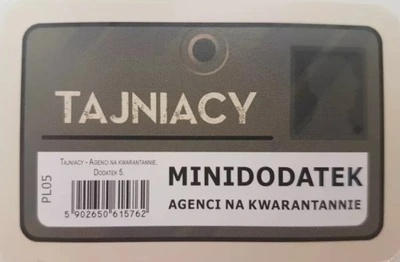 TAJNIACY
PL05
Tajniacy - Agenci na kwarantannie.
Dodatek 5.
5 902650 615762
MINIDODATEK
AGENCI NA KWARANTANNIE